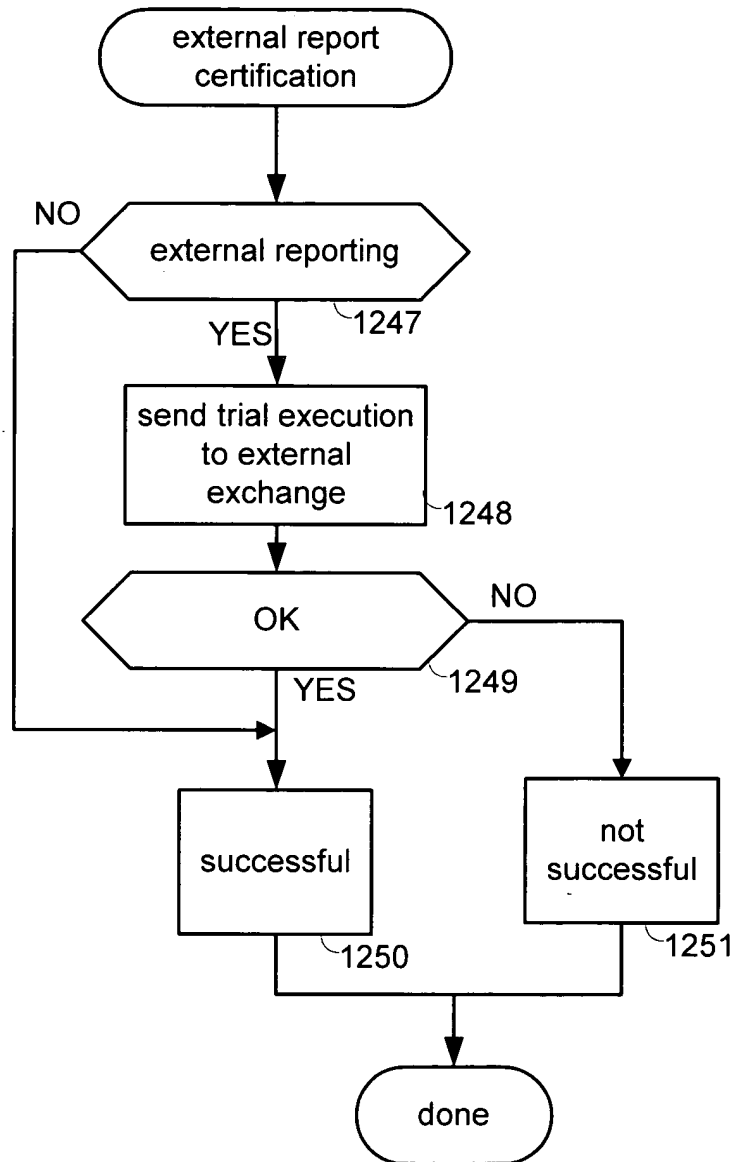 external report
certification
NO
external reporting
1247
YES
send trial execution
to external
exchange
1248
OK
NO
1249
YES
successful
1250
not
successful
1251
done